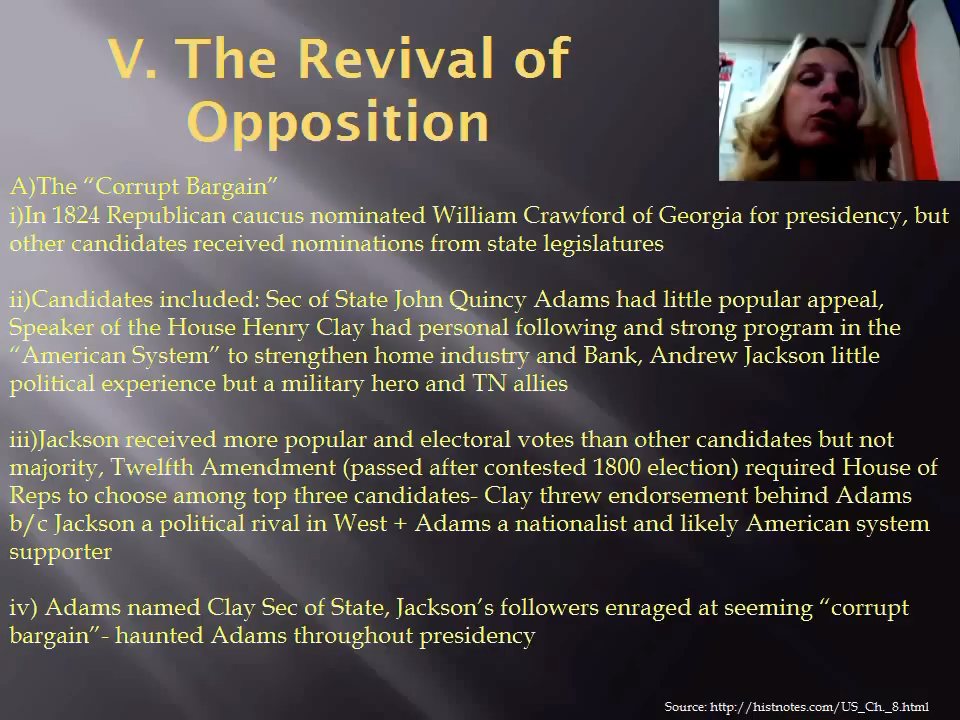 V. The Revival of
Opposition
A)The “Corrupt Bargain”
i)In 1824 Republican caucus nominated William Crawford of Georgia for presidency, but
other candidates received nominations from state legislatures
ii)Candidates included: Sec of State John Quincy Adams had little popular appeal,
Speaker of the House Henry Clay had personal following and strong program in the
“American System” to strengthen home industry and Bank, Andrew Jackson little
political experience but a military hero and TN allies
iii)Jackson received more popular and electoral votes than other candidates but not
majority, Twelfth Amendment (passed after contested 1800 election) required House of
Reps to choose among top three candidates- Clay threw endorsement behind Adams
b/c Jackson a political rival in West + Adams a nationalist and likely American system
supporter
iv) Adams named Clay Sec of State, Jackson’s followers enraged at seeming “corrupt
bargain”- haunted Adams throughout presidency
Source: http://histnotes.com/US_Ch._8.html